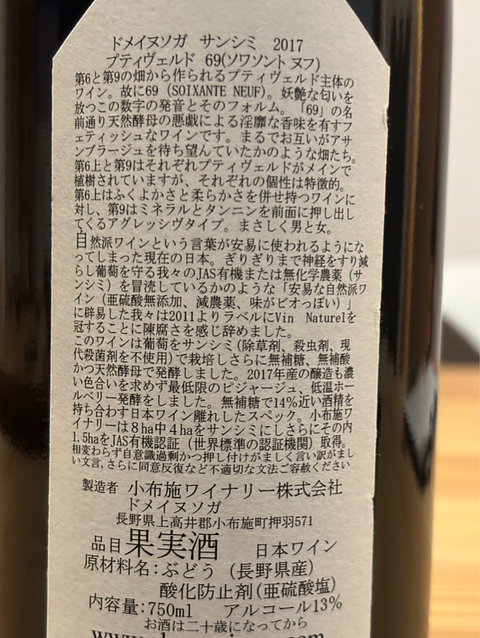 ドメイヌソガ サンシミ 2017
プティヴェルド 69(ソワソント ヌフ)
第6と第9の畑から作られるプティヴェルド主体の
ワイン。故に69 (SOIXANTE NEUF)。妖艶な匂いを
放つこの数字の発音とそのフォルム。「69」の名
前通り天然酵母の悪戯による淫靡な香味を有すフ
ェティッシュなワインです。まるでお互いがアサ
ンブラージュを待ち望んでいたかのような畑たち。
第6上と第9はそれぞれプティヴェルドがメインで
植樹されていますが、それぞれの個性は特徴的。
第6上はふくよかさと柔らかさを併せ持つワインに
対し、第9はミネラルとタンニンを前面に押し出し
てくるアグレッシヴタイプ。まさしく男と女。
自然派ワインという言葉が安易に使われるようにな
ってしまった現在の日本。ぎりぎりまで神経をすり減
らし葡萄を守る我々のJAS有機または無化学農薬（サ
ンシミ）を冒涜しているかのような「安易な自然派ワ
イン（亜硫酸無添加、減農薬、味がビオっぽい）」
に辟易した我々は2011よりラベルにVin Naturelを
冠することに陳腐さを感じ辞めました。
このワインは葡萄をサンシミ（除草剤、殺虫剤、現
代殺菌剤を不使用）で栽培しさらに無補糖、無補酸
かつ天然酵母で発酵しました。2017年産の醸造も濃
い色合いを求めず最低限のピジャージュ、低温ホー
ルベリー発酵をしました。無補糖で14%近い酒精を
持ち合わす日本ワイン離れしたスペック。小布施ワ
イナリーは8ha中4haをサンシミにしさらにその内
1.5haをJAS有機認証（世界標準の認証機関）取得。
相変わらず自意識過剰かつ押し付けがましく言い訳がまし
い文言,さらに同意反復など不適切な文法ご容赦ください
製造者 小布施ワイナリー株式会社
ドメイヌソガ
長野県上高井郡小布施町押羽571
品目 果実酒 日本ワイン
原材料名：ぶどう（長野県産）
酸化防止剤(亜硫酸塩)
内容量：750ml アルコール13%
お酒は二十歳になってから